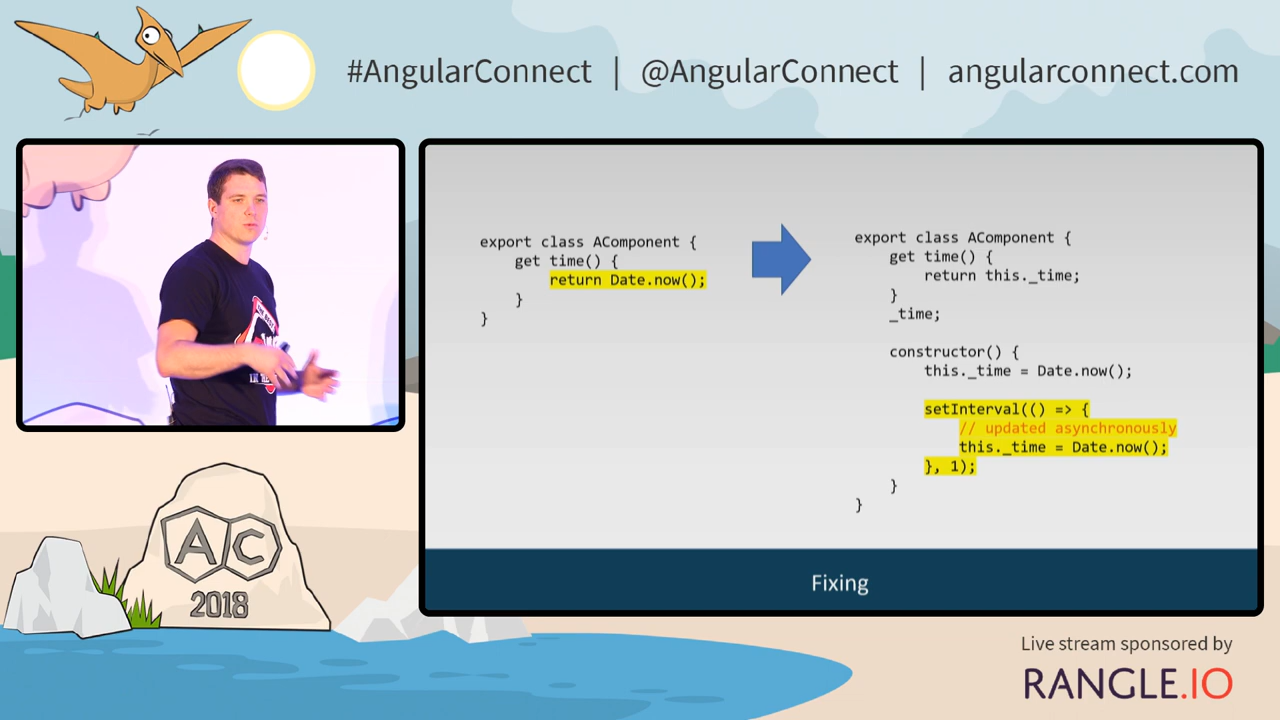 #AngularConnect | @AngularConnect | angularconnect.com
export class AComponent {
    get time() {
        return Date.now();
    }
}
export class AComponent {
    get time() {
        return this._time;
    }
    _time;
    constructor() {
        this._time = Date.now();
        setInterval(() => {
            // updated asynchronously
            this._time = Date.now();
        }, 1);
    }
}
Fixing
AC
2018
Live stream sponsored by
RANGLE.IO